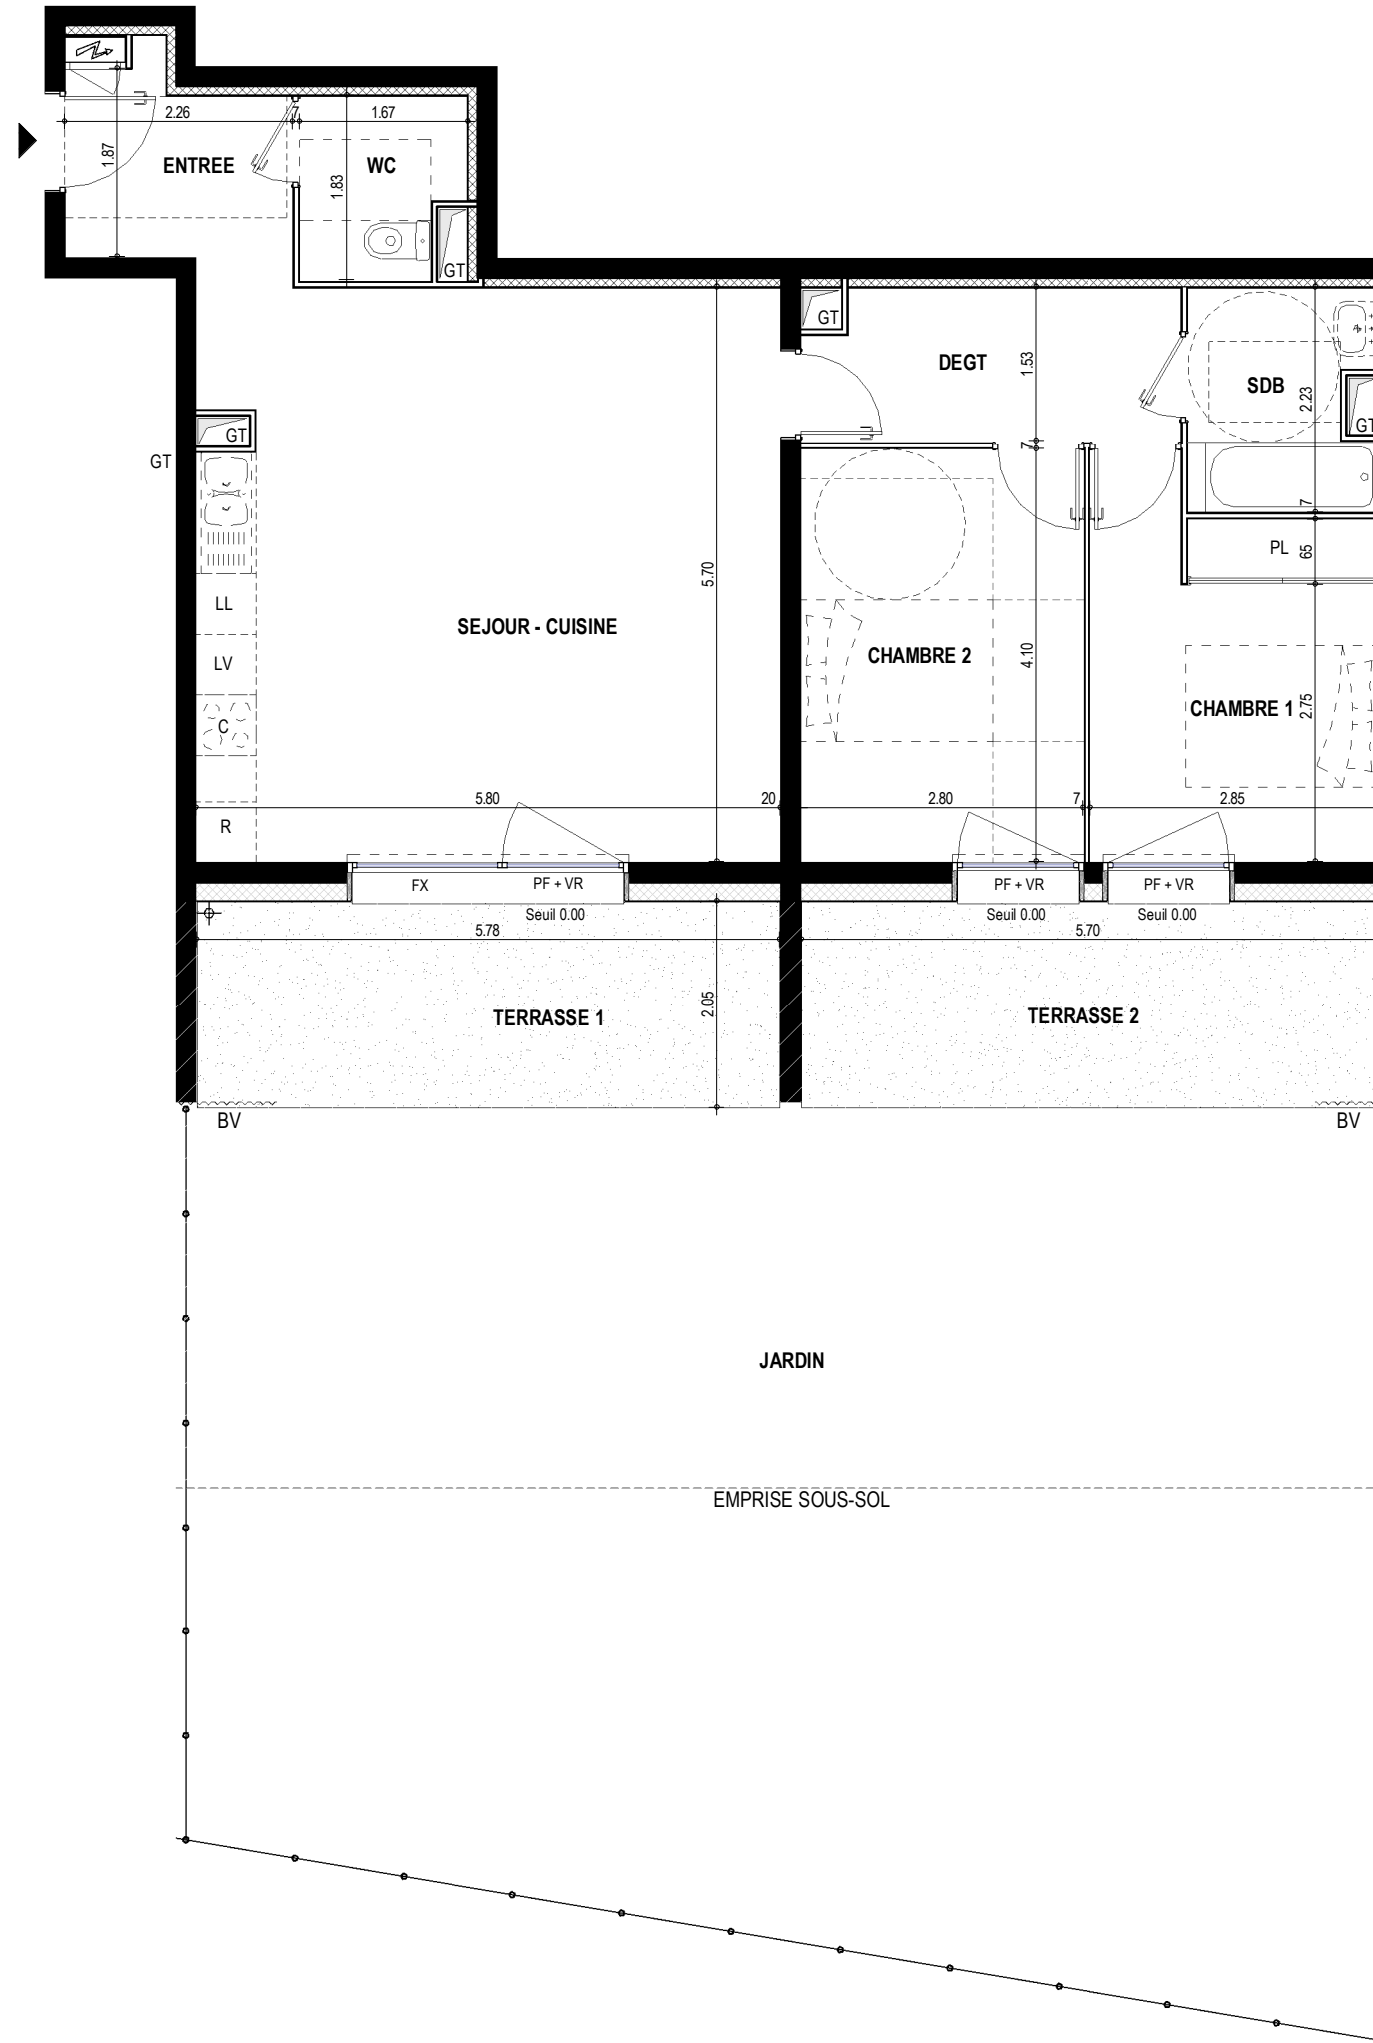 2.26
7
1.67
1.87
ENTREE
WC
1.83
GT
GT
DEGT
1.53
SDB
2.23
GT
GT
GT
7
7
PL
65
5.70
LL
SEJOUR - CUISINE
LV
CHAMBRE 2
4.10
CHAMBRE 1
2.75
C
5.80
20
2.80
7
2.85
R
FX
PF + VR
PF + VR
PF + VR
Seuil 0.00
Seuil 0.00
Seuil 0.00
5.78
5.70
2.05
TERRASSE 1
TERRASSE 2
BV
BV
JARDIN
EMPRISE SOUS-SOL